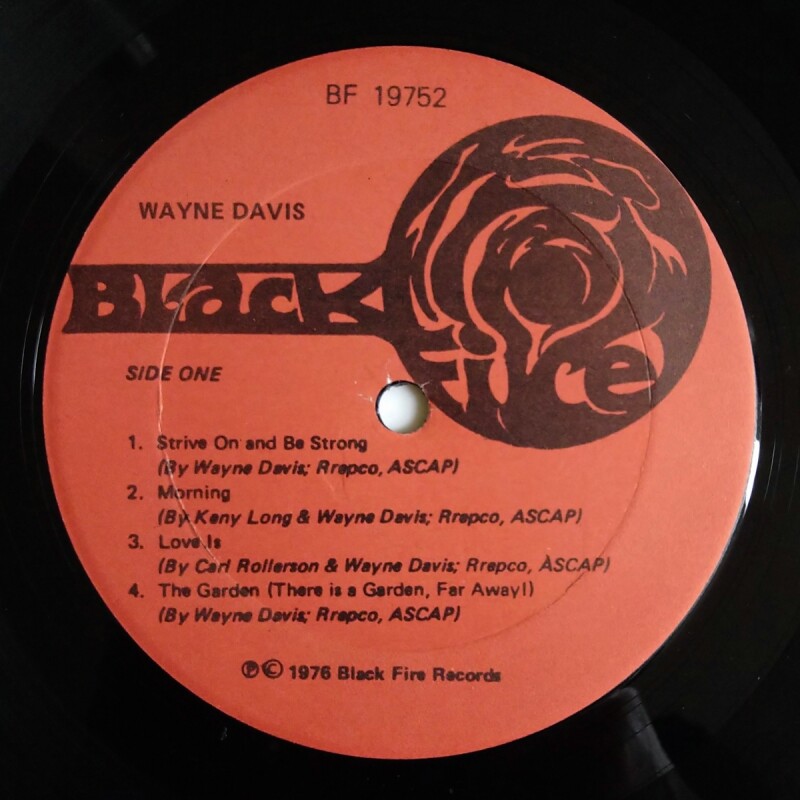 BF 19752
WAYNE DAVIS
Black
Fire
SIDE ONE
1. Strive On and Be Strong
(By Wayne Davis; Rrepco, ASCAP)
2. Morning
(By Keny Long & Wayne Davis; Rrepco, ASCAP)
3. Love Is
(By Carl Rollerson & Wayne Davis; Rrepco, ASCAP)
4. The Garden (There is a Garden, Far Away!)
(By Wayne Davis; Rrepco, ASCAP)
℗ © 1976 Black Fire Records